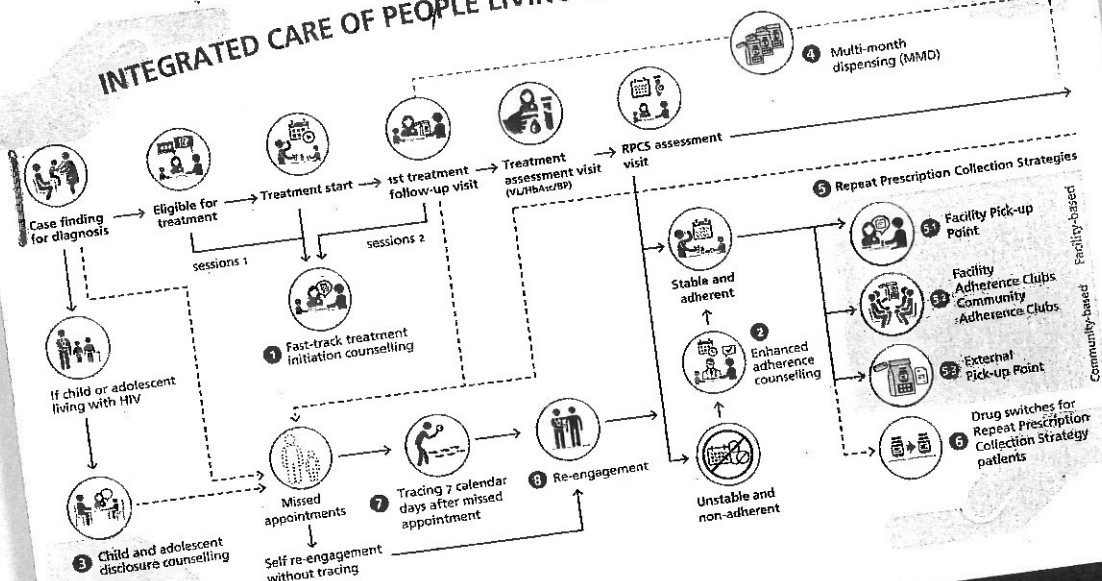 INTEGRATED CARE OF PEOPLE
4 Multi-month
dispensing (MMD)
Case finding
for diagnosis
Eligible for
treatment
Treatment start
1st treatment
follow-up visit
Treatment
assessment visit
(VL/HbA1c/BP)
RPCS assessment
visit
sessions 1
sessions 2
5 Repeat Prescription Collection Strategies
5.1 Facility Pick-up
Point
Facility-based
5.2 Facility
Adherence Clubs
Community
Adherence Clubs
Community-based
5.3 External
Pick-up Point
6 Drug switches for
Repeat Prescription
Collection Strategy
patients
Stable and
adherent
2 Enhanced
adherence
counselling
Unstable and
non-adherent
1 Fast-track treatment
initiation counselling
If child or adolescent
living with HIV
3 Child and adolescent
disclosure counselling
Missed
appointments
7 Tracing 7 calendar
days after missed
appointment
8 Re-engagement
Self re-engagement
without tracing